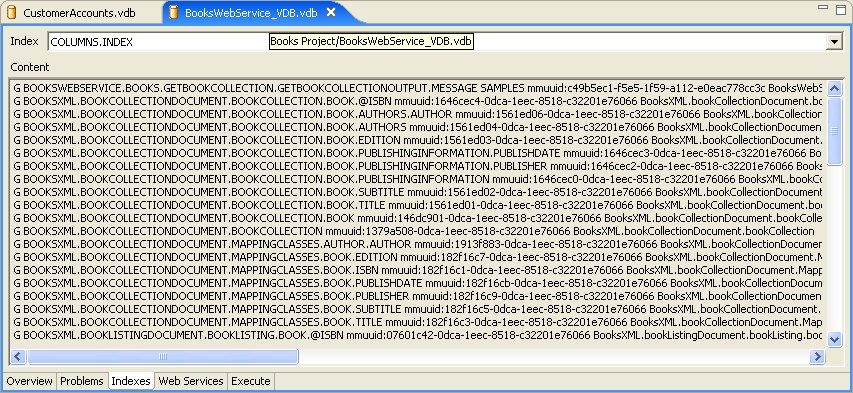 CustomerAccounts.vdb BooksWebService_VDB.vdb
Index COLUMNS.INDEX Books Project/BooksWebService_VDB.vdb
Content
G BOOKSWEBSERVICE.BOOKS.GETBOOKCOLLECTION.GETBOOKCOLLECTIONOUTPUT.MESSAGE SAMPLES mmuuid:c49b5ec1-f5e5-1f59-a112-e0eac778cc3c BooksWebS
G BOOKSXML.BOOKCOLLECTIONDOCUMENT.BOOKCOLLECTION.BOOK.@ISBN mmuuid:1646cec4-0dca-1eec-8518-c32201e76066 BooksXML.bookCollectionDocument.bo
G BOOKSXML.BOOKCOLLECTIONDOCUMENT.BOOKCOLLECTION.BOOK.AUTHORS.AUTHOR mmuuid:1561ed06-0dca-1eec-8518-c32201e76066 BooksXML.bookCollectio
G BOOKSXML.BOOKCOLLECTIONDOCUMENT.BOOKCOLLECTION.BOOK.AUTHORS mmuuid:1561ed04-0dca-1eec-8518-c32201e76066 BooksXML.bookCollectionDocumen
G BOOKSXML.BOOKCOLLECTIONDOCUMENT.BOOKCOLLECTION.BOOK.EDITION mmuuid:1561ed03-0dca-1eec-8518-c32201e76066 BooksXML.bookCollectionDocument
G BOOKSXML.BOOKCOLLECTIONDOCUMENT.BOOKCOLLECTION.BOOK.PUBLISHINGINFORMATION.PUBLISHDATE mmuuid:1646cec3-0dca-1eec-8518-c32201e76066 Bo
G BOOKSXML.BOOKCOLLECTIONDOCUMENT.BOOKCOLLECTION.BOOK.PUBLISHINGINFORMATION.PUBLISHER mmuuid:1646cec2-0dca-1eec-8518-c32201e76066 Book
G BOOKSXML.BOOKCOLLECTIONDOCUMENT.BOOKCOLLECTION.BOOK.PUBLISHINGINFORMATION mmuuid:1646cec0-0dca-1eec-8518-c32201e76066 BooksXML.boo
G BOOKSXML.BOOKCOLLECTIONDOCUMENT.BOOKCOLLECTION.BOOK.SUBTITLE mmuuid:1561ed02-0dca-1eec-8518-c32201e76066 BooksXML.bookCollectionDocumen
G BOOKSXML.BOOKCOLLECTIONDOCUMENT.BOOKCOLLECTION.BOOK.TITLE mmuuid:1561ed01-0dca-1eec-8518-c32201e76066 BooksXML.bookCollectionDocument.bo
G BOOKSXML.BOOKCOLLECTIONDOCUMENT.BOOKCOLLECTION.BOOK mmuuid:146dc901-0dca-1eec-8518-c32201e76066 BooksXML.bookCollectionDocument.bookColle
G BOOKSXML.BOOKCOLLECTIONDOCUMENT.BOOKCOLLECTION mmuuid:1379a508-0dca-1eec-8518-c32201e76066 BooksXML.bookCollectionDocument.bookCollection
G BOOKSXML.BOOKCOLLECTIONDOCUMENT.MAPPINGCLASSES.AUTHOR.AUTHOR mmuuid:1913f883-0dca-1eec-8518-c32201e76066 BooksXML.bookCollectionDocumen
G BOOKSXML.BOOKCOLLECTIONDOCUMENT.MAPPINGCLASSES.BOOK.EDITION mmuuid:182f16c7-0dca-1eec-8518-c32201e76066 BooksXML.bookCollectionDocument.M
G BOOKSXML.BOOKCOLLECTIONDOCUMENT.MAPPINGCLASSES.BOOK.ISBN mmuuid:182f16c1-0dca-1eec-8518-c32201e76066 BooksXML.bookCollectionDocument.Mapp
G BOOKSXML.BOOKCOLLECTIONDOCUMENT.MAPPINGCLASSES.BOOK.PUBLISHDATE mmuuid:182f16cb-0dca-1eec-8518-c32201e76066 BooksXML.bookCollectionDocu
G BOOKSXML.BOOKCOLLECTIONDOCUMENT.MAPPINGCLASSES.BOOK.PUBLISHER mmuuid:182f16c9-0dca-1eec-8518-c32201e76066 BooksXML.bookCollectionDocumen
G BOOKSXML.BOOKCOLLECTIONDOCUMENT.MAPPINGCLASSES.BOOK.SUBTITLE mmuuid:182f16c5-0dca-1eec-8518-c32201e76066 BooksXML.bookCollectionDocument.
G BOOKSXML.BOOKCOLLECTIONDOCUMENT.MAPPINGCLASSES.BOOK.TITLE mmuuid:182f16c3-0dca-1eec-8518-c32201e76066 BooksXML.bookCollectionDocument.Map
G BOOKSXML.BOOKLISTINGDOCUMENT.BOOKLISTING.BOOK.@ISBN mmuuid:07601c42-0dca-1eec-8518-c32201e76066 BooksXML.bookListingDocument.bookListing.boo
Overview Problems Indexes Web Services Execute